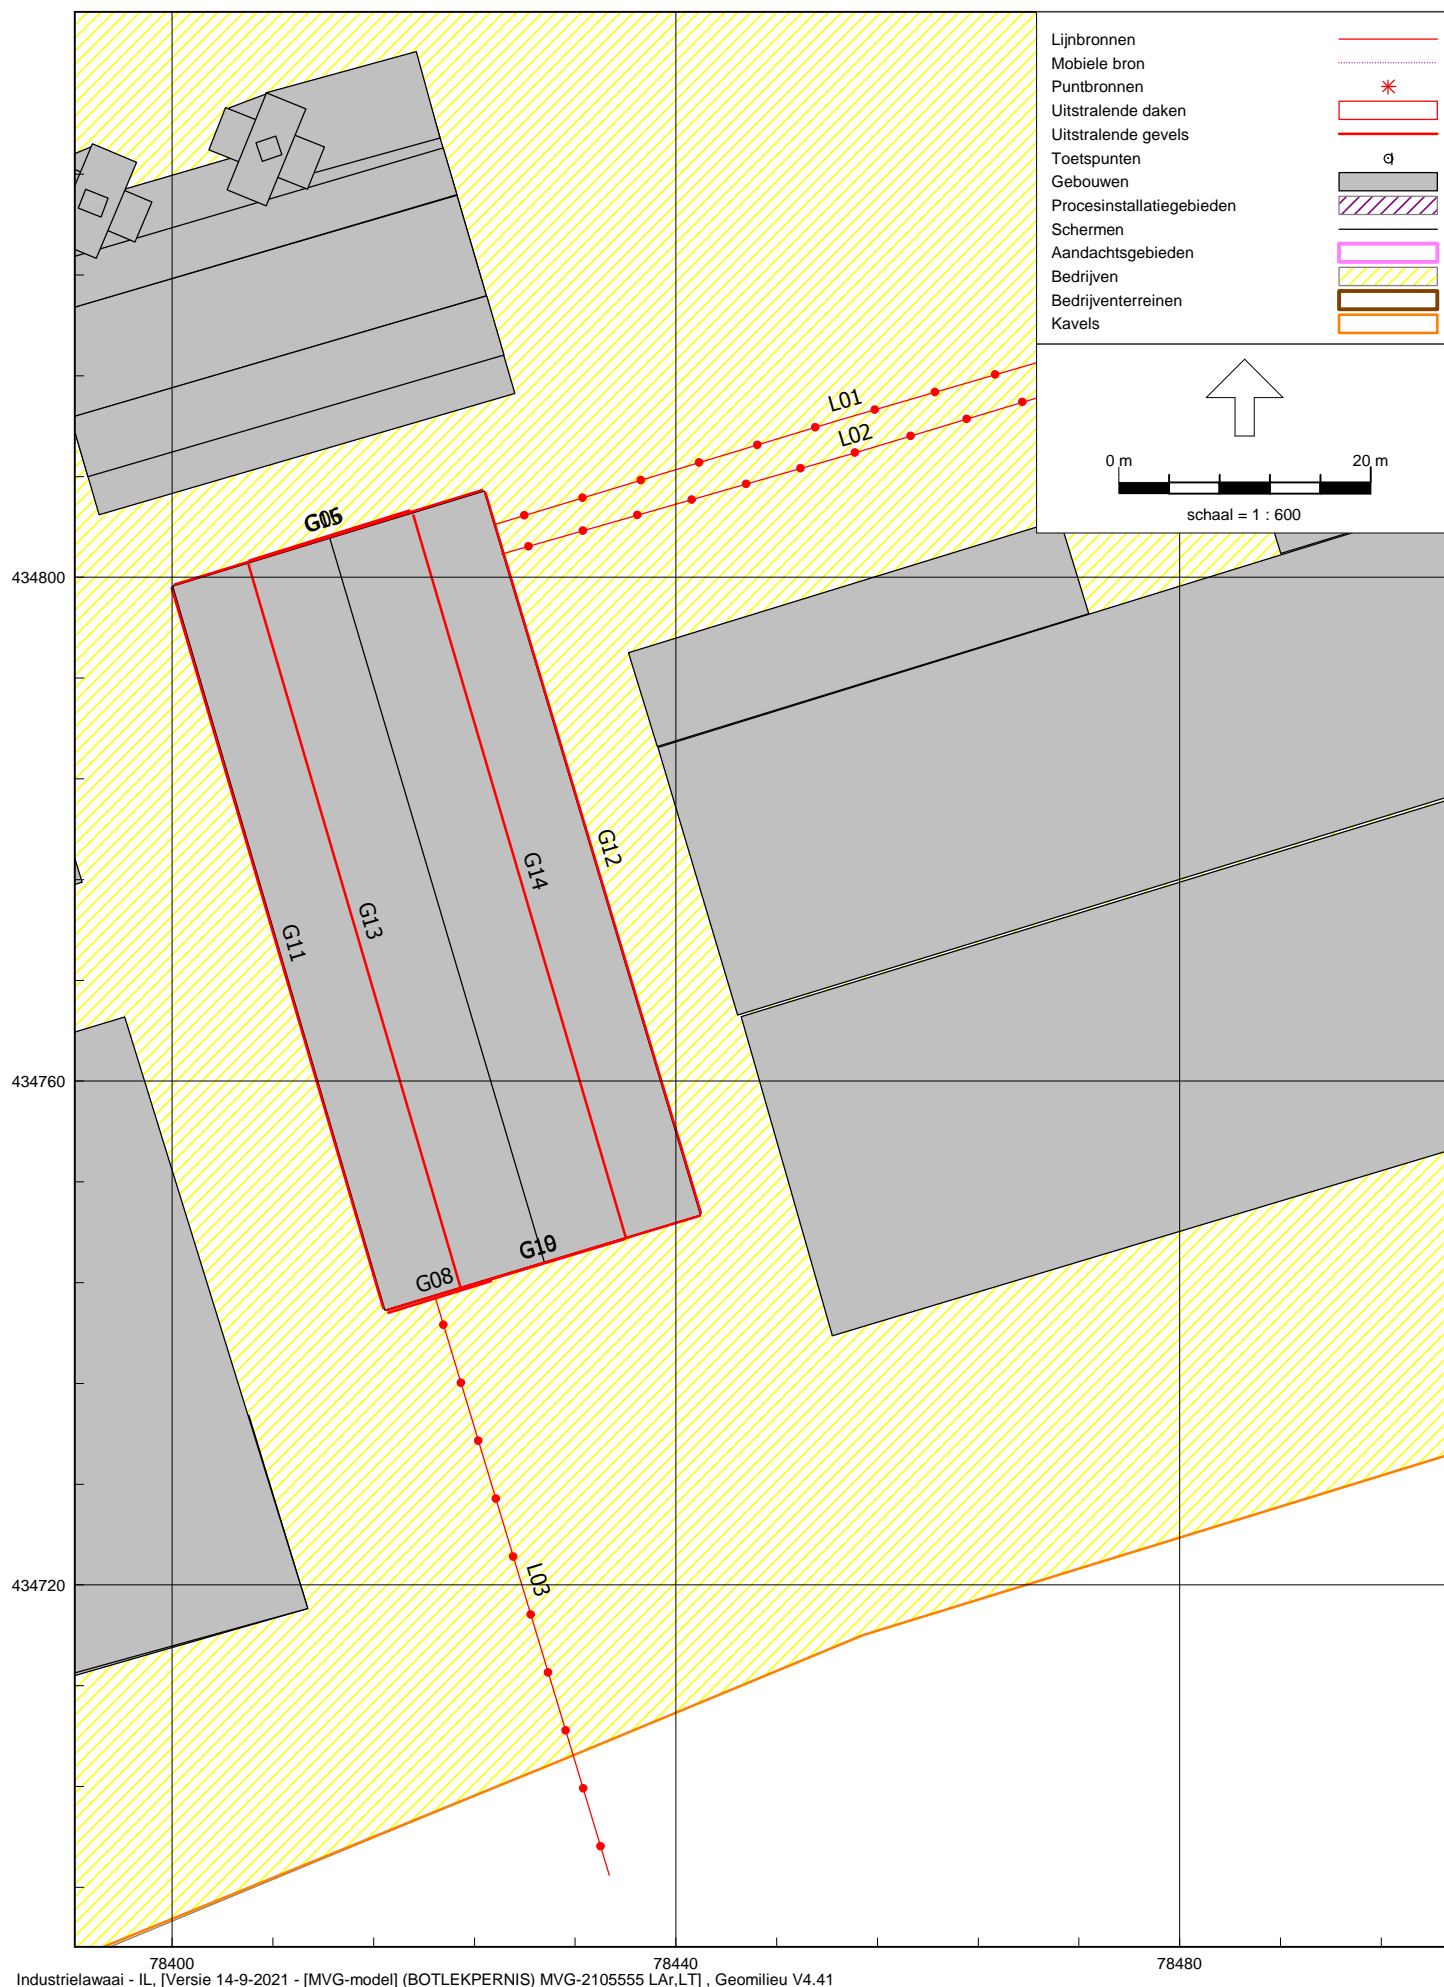 Lijnbronnen
Mobiele bron
Puntbronnen
Uitstralende daken
Uitstralende gevels
Toetspunten
Gebouwen
Procesinstallatiegebieden
Schermen
Aandachtsgebieden
Bedrijven
Bedrijventerreinen
Kavels
0 m 20 m
schaal = 1 : 600
L01
L02
434800
G12
G14
G13
G11
434760
G08
L03
434720
78400 78440 78480
Industrielawaai - IL, [Versie 14-9-2021 - [MVG-model] (BOTLEKPERNIS) MVG-2105555 LAr,LT] , Geomilieu V4.41